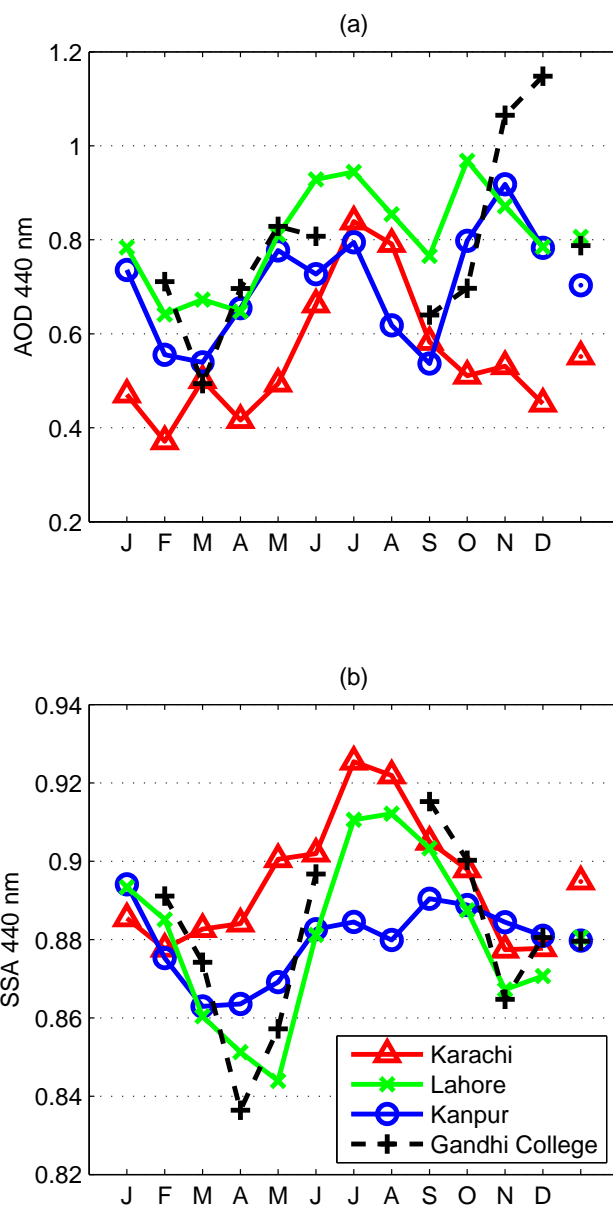 (a)
1.2
1
0.8
0.6
0.4
0.2
AOD 440 nm
J F M A M J J A S O N D
(b)
0.94
0.92
0.9
0.88
0.86
0.84
0.82
SSA 440 nm
Karachi
Lahore
Kanpur
Gandhi College
J F M A M J J A S O N D